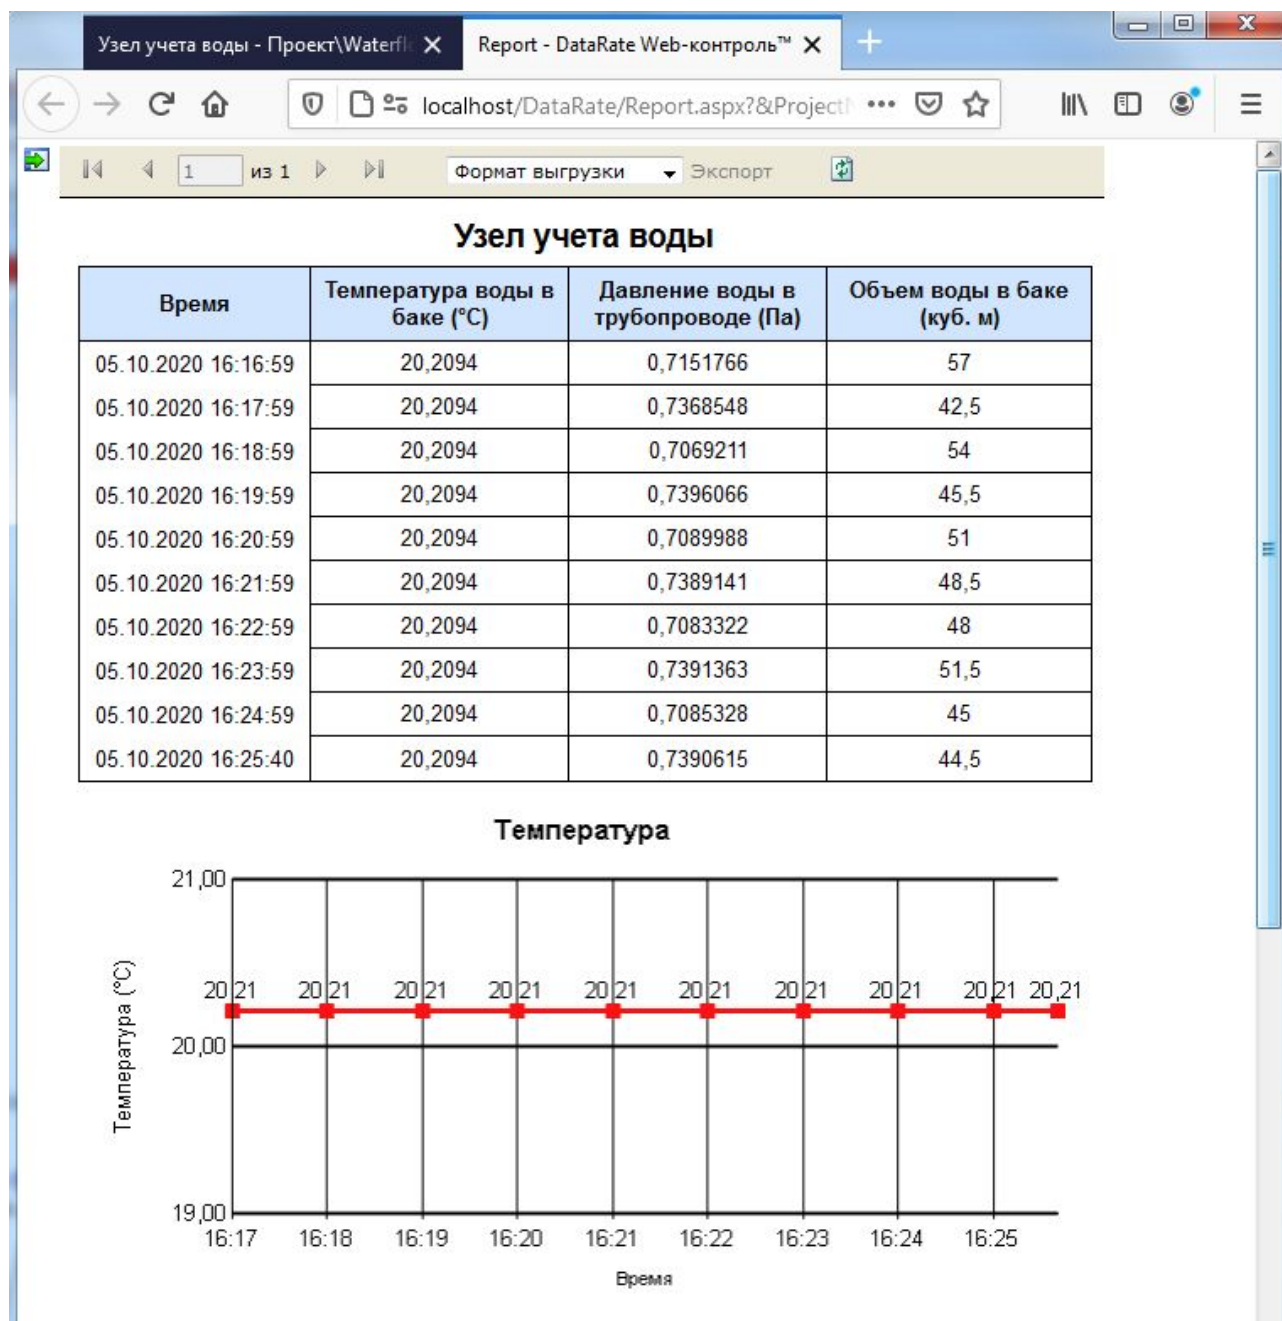 Узел учета воды - Проект\Waterfl
Report - DataRate Web-контроль™
localhost/DataRate/Report.aspx?&Project
1 из 1 Формат выгрузки Экспорт
Узел учета воды
Время Температура воды в баке (°C) Давление воды в трубопроводе (Па) Объем воды в баке (куб. м)
05.10.2020 16:16:59 20,2094 0,7151766 57
05.10.2020 16:17:59 20,2094 0,7368548 42,5
05.10.2020 16:18:59 20,2094 0,7069211 54
05.10.2020 16:19:59 20,2094 0,7396066 45,5
05.10.2020 16:20:59 20,2094 0,7089988 51
05.10.2020 16:21:59 20,2094 0,7389141 48,5
05.10.2020 16:22:59 20,2094 0,7083322 48
05.10.2020 16:23:59 20,2094 0,7391363 51,5
05.10.2020 16:24:59 20,2094 0,7085328 45
05.10.2020 16:25:40 20,2094 0,7390615 44,5
Температура
21,00
20,21 20,21 20,21 20,21 20,21 20,21 20,21 20,21 20,21 20,21
Температура (°C)
20,00
19,00
16:17 16:18 16:19 16:20 16:21 16:22 16:23 16:24 16:25
Время